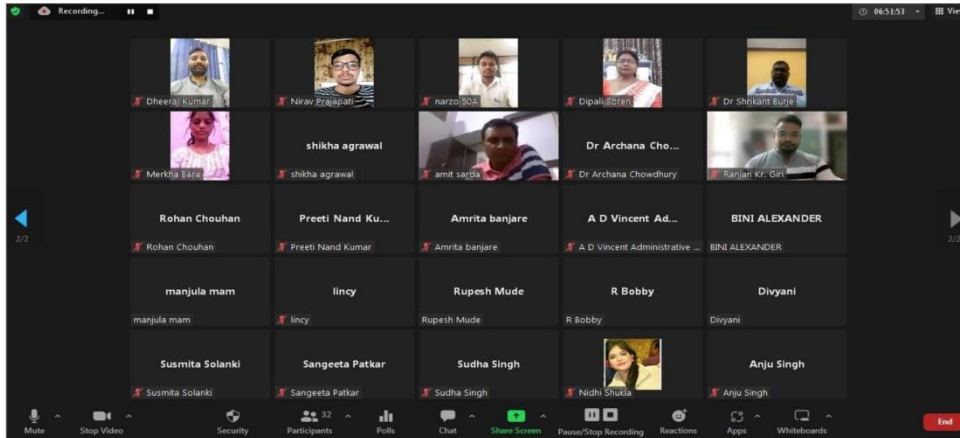 Recording...
06:51:53
View
Dheeraj Kumar
Nirav Prajapati
narzo 50A
Dipali Soren
Dr Shrikant Burje
shikha agrawal
Dr Archana Cho...
Merkha Bara
shikha agrawal
amit sarda
Dr Archana Chowdhury
Ranjan Kr. Giri
Rohan Chouhan
Preeti Nand Ku...
Amrita banjare
A D Vincent Ad...
BINI ALEXANDER
2/2
2/2
Rohan Chouhan
Preeti Nand Kumar
Amrita banjare
A D Vincent Administrative ...
BINI ALEXANDER
manjula mam
lincy
Rupesh Mude
R Bobby
Divyani
manjula mam
lincy
Rupesh Mude
R Bobby
Divyani
Susmita Solanki
Sangeeta Patkar
Sudha Singh
Anju Singh
Susmita Solanki
Sangeeta Patkar
Sudha Singh
Nidhi Shukla
Anju Singh
32
Mute
Stop Video
Security
Participants
Polls
Chat
Share Screen
Pause/Stop Recording
Reactions
Apps
Whiteboards
End